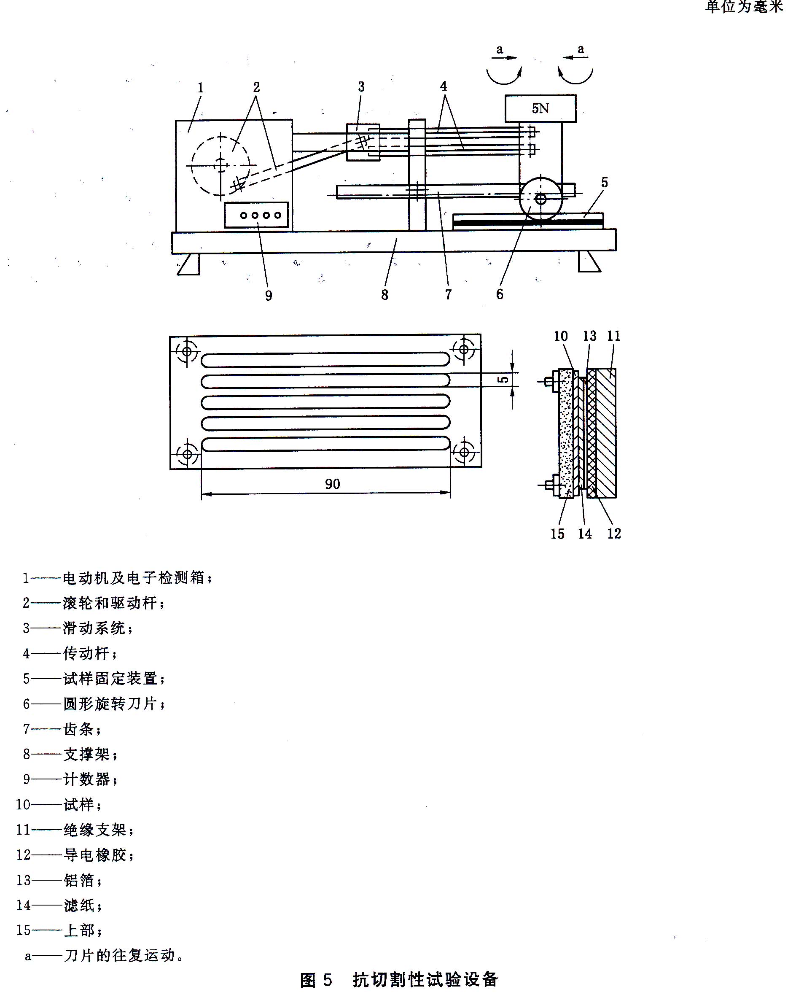 单位为毫米
a a
1 2 3 4
5N
5
9 8 7 6
10 13 11
5
90
15 14 12
1——电动机及电子检测箱；
2——滚轮和驱动杆；
3——滑动系统；
4——传动杆；
5——试样固定装置；
6——圆形旋转刀片；
7——齿条；
8——支撑架；
9——计数器；
10——试样；
11——绝缘支架；
12——导电橡胶；
13——铝箔；
14——滤纸；
15——上部；
a——刀片的往复运动。
图 5 抗切割性试验设备